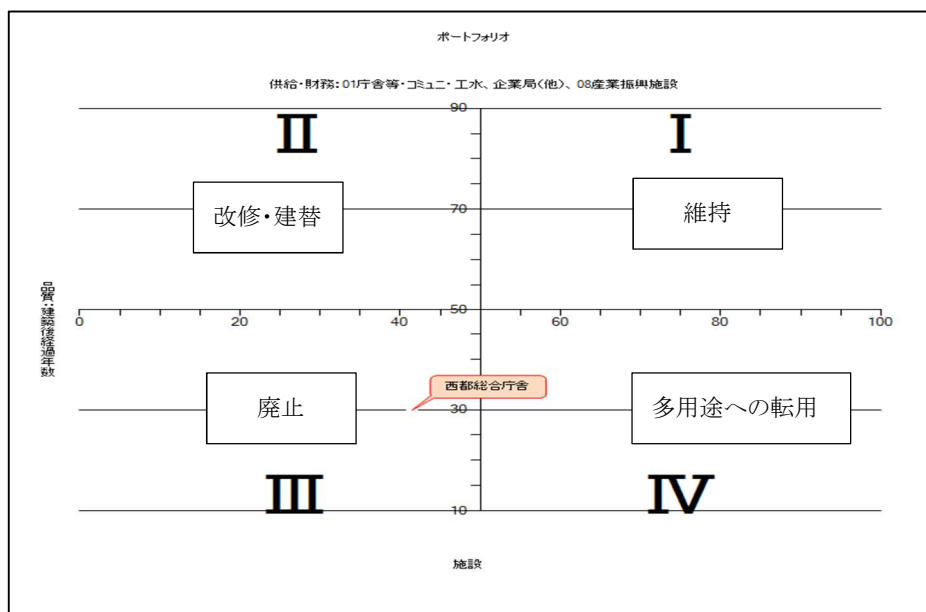 ポートフォリオ
供給・財務:01庁舎等・コミュニ・工水、企業局(他)、08産業振興施設
90
Ⅱ
Ⅰ
改修・建替
70
維持
品質:建築後経過年数
50
0
20
40
60
80
100
西都総合庁舎
廃止
30
多用途への転用
Ⅲ
10
Ⅳ
施設